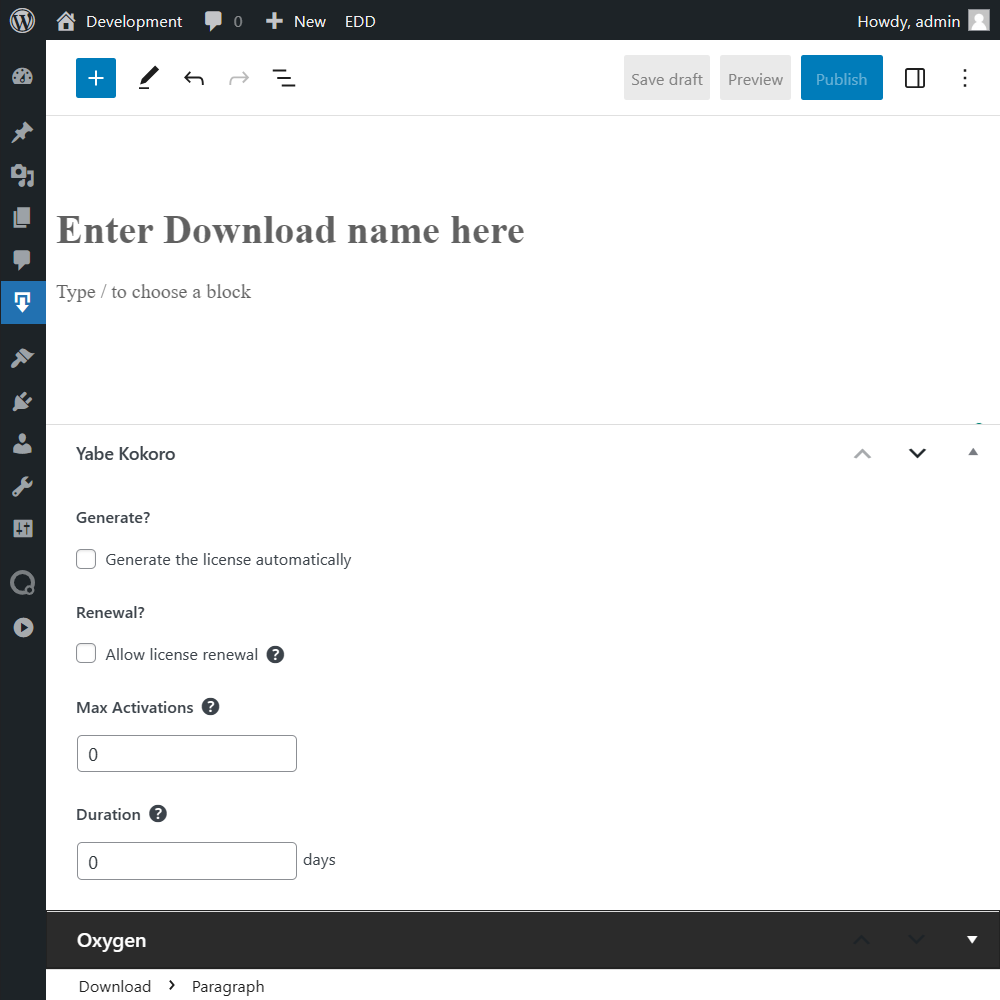 Development 0 New EDD Howdy, admin
Save draft Preview Publish
Enter Download name here
Type / to choose a block
Yabe Kokoro
Generate?
Generate the license automatically
Renewal?
Allow license renewal ?
Max Activations ?
0
Duration ?
0 days
Oxygen
Download > Paragraph